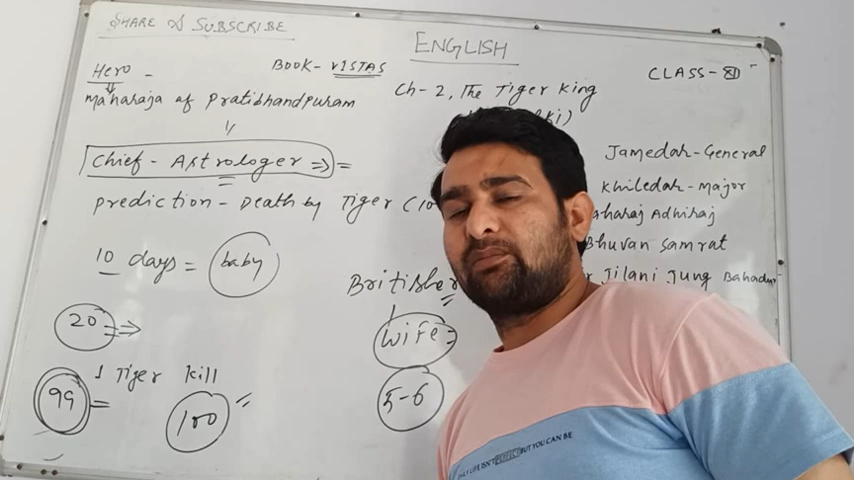 SHARE & SUBSCRIBE
ENGLISH
BOOK- VISTAS
CLASS- XII
Hero -
Ch-2, The Tiger King
maharaja of Pratibhandpuram
Jamedar-General
Chief- Astrologer ⇒ =
Khiledar- Major
prediction - Death by Tiger (10
Adhiraj
Bhuvan Samrat
10 days = baby
Jilani Jung Bahadur
Britisher
20 ⇒
wife =
1 Tiger kill
99 =
100
5-6
BUT YOU CAN BE